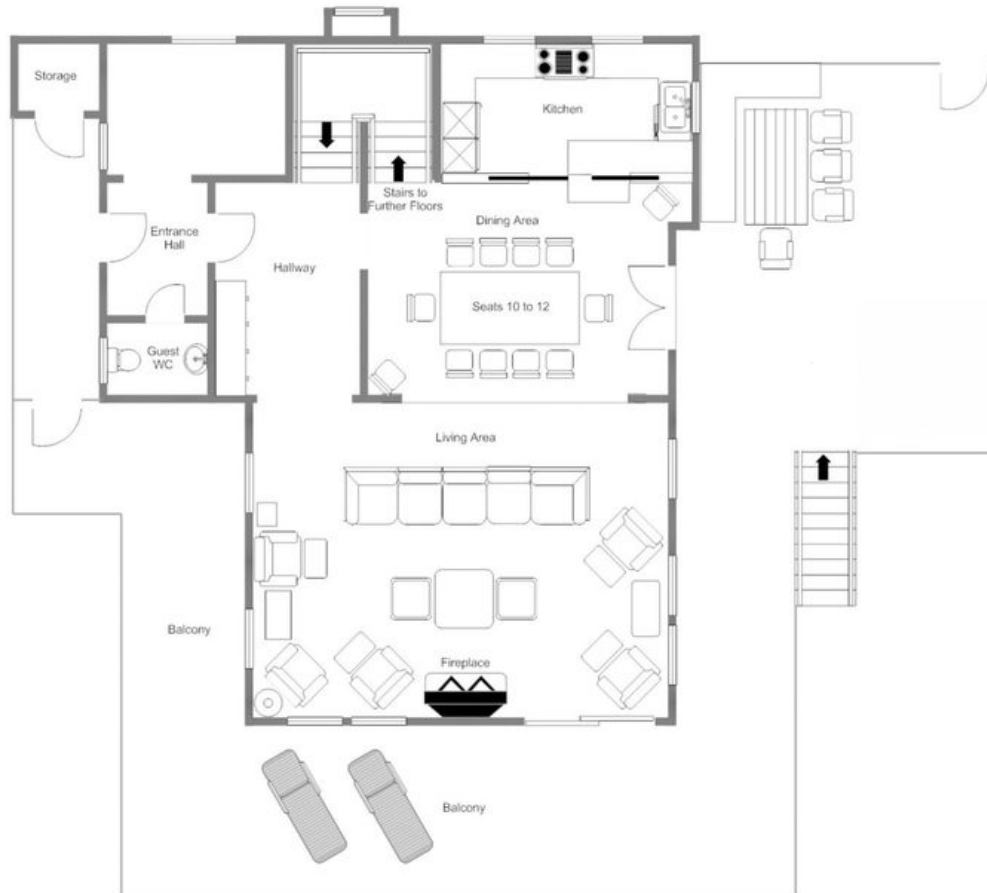 Storage
Kitchen
Stairs to
Further Floors
Dining Area
Entrance
Hall
Hallway
Seats 10 to 12
Guest
WC
Living Area
Balcony
Fireplace
Balcony